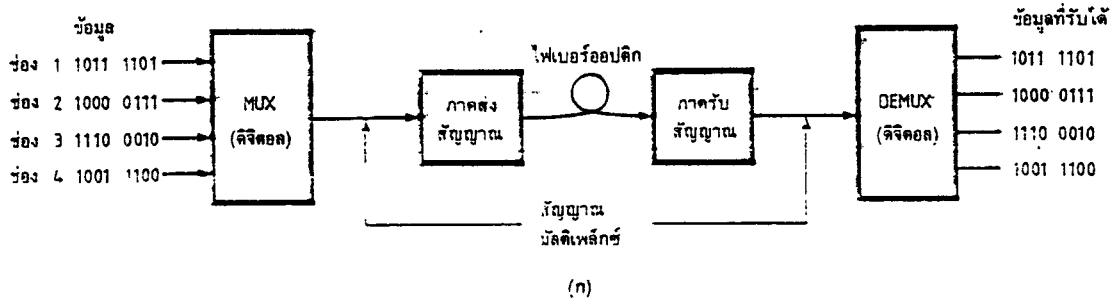 ข้อมูล
ช่อง 1 1011 1101
ช่อง 2 1000 0111
ช่อง 3 1110 0010
ช่อง 4 1001 1100
MUX
(ดิจิตอล)
ภาคส่ง
สัญญาณ
ไฟเบอร์ออปติก
ภาครับ
สัญญาณ
DEMUX
(ดิจิตอล)
ข้อมูลที่รับได้
1011 1101
1000 0111
1110 0010
1001 1100
สัญญาณ
มัลติเพล็กซ์
(ก)